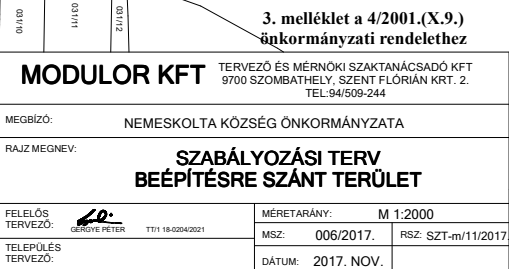 031/10
031/11
031/12
3. melléklet a 4/2001.(X.9.)
önkormányzati rendelethez
MODULOR KFT
TERVEZŐ ÉS MÉRNÖKI SZAKTANÁCSADÓ KFT
9700 SZOMBATHELY, SZENT FLÓRIÁN KRT. 2.
TEL:94/509-244
MEGBÍZÓ: NEMESKOLTA KÖZSÉG ÖNKORMÁNYZATA
RAJZ MEGNEV: SZABÁLYOZÁSI TERV
BEÉPÍTÉSRE SZÁNT TERÜLET
FELELŐS
TERVEZŐ:
GERGYE PÉTER TT/1 18-0204/2021
TELEPÜLÉS
TERVEZŐ:
MÉRETARÁNY: M 1:2000
MSZ: 006/2017. RSZ: SZT-m/11/2017.
DÁTUM: 2017. NOV.